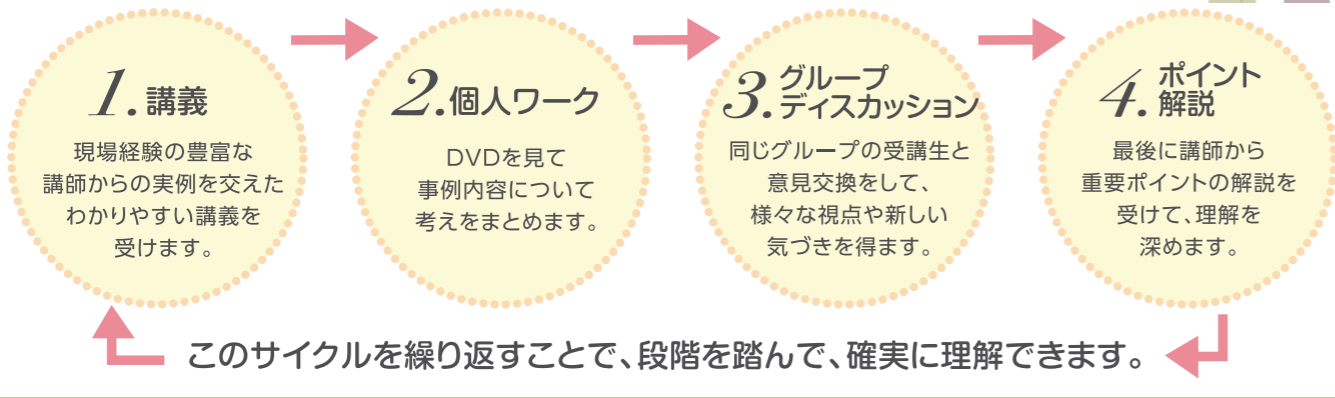 1.講義
現場経験の豊富な
講師からの実例を交えた
わかりやすい講義を
受けます。
2.個人ワーク
DVDを見て
事例内容について
考えをまとめます。
3.グループ
ディスカッション
同じグループの受講生と
意見交換をして、
様々な視点や新しい
気づきを得ます。
4.ポイント
解説
最後に講師から
重要ポイントの解説を
受けて、理解を
深めます。
このサイクルを繰り返すことで、段階を踏んで、確実に理解できます。